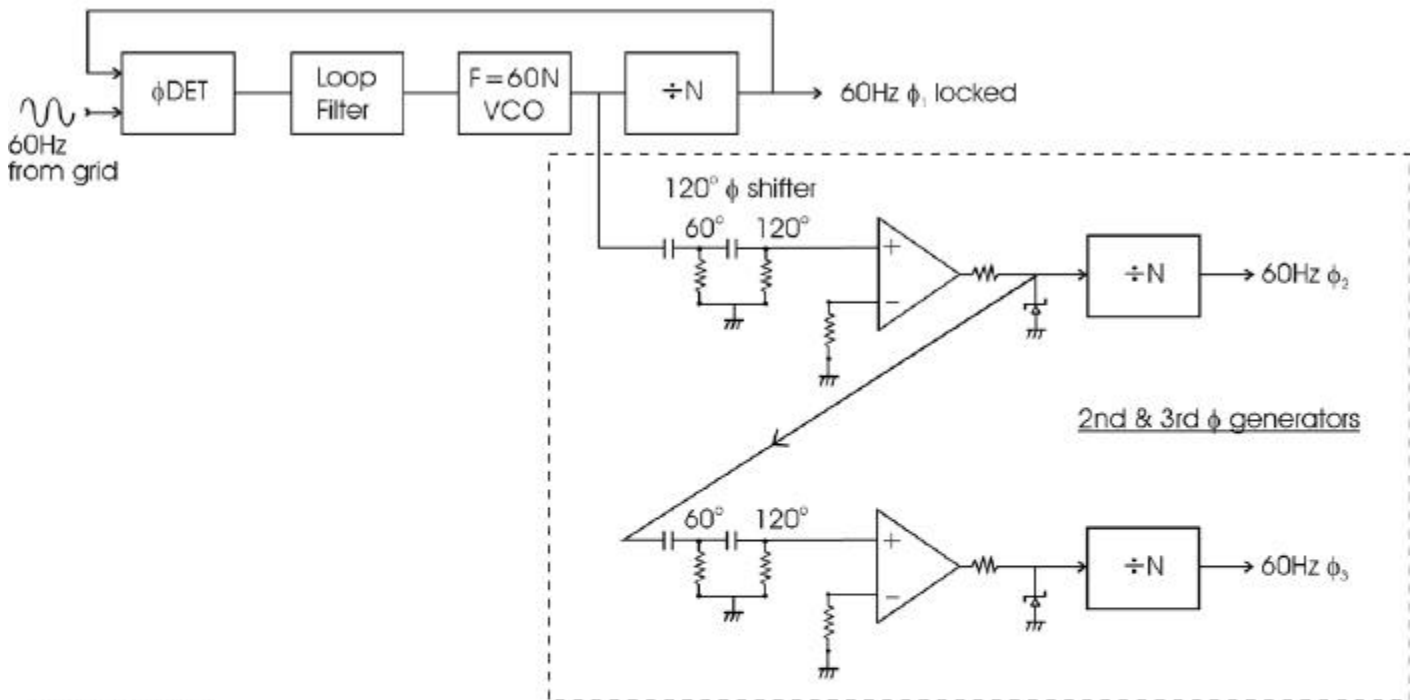 ϕDET
Loop
Filter
F=60N
VCO
÷N
60Hz ϕ₁ locked
60Hz
from grid
120° ϕ shifter
60°
120°
+
−
÷N
60Hz ϕ₂
2nd & 3rd ϕ generators
60°
120°
+
−
÷N
60Hz ϕ₃